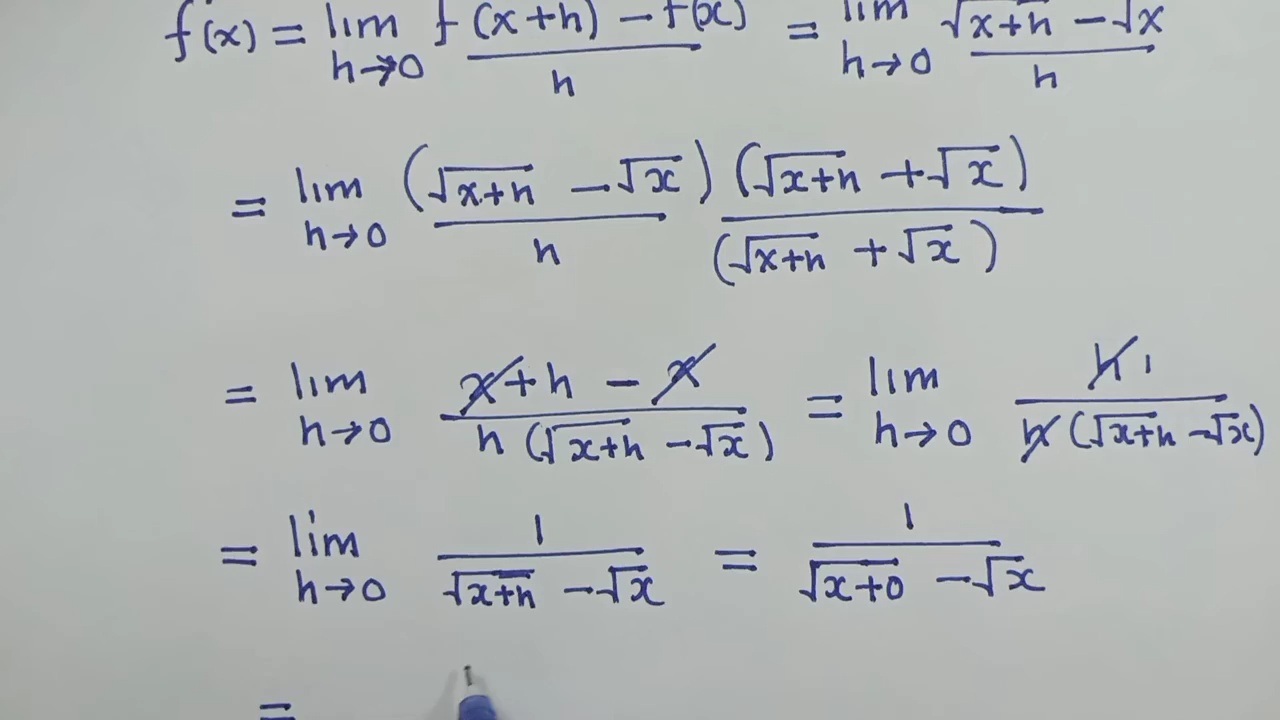 f'(x) = lim h→0 f(x+h) − f(x) / h = lim h→0 √x+h − √x / h
= lim h→0 (√x+h − √x) / h (√x+h + √x) / (√x+h + √x)
= lim h→0 x+h − x / h (√x+h − √x) = lim h→0 h 1 / h (√x+h − √x)
= lim h→0 1 / √x+h − √x = 1 / √x+0 − √x
=